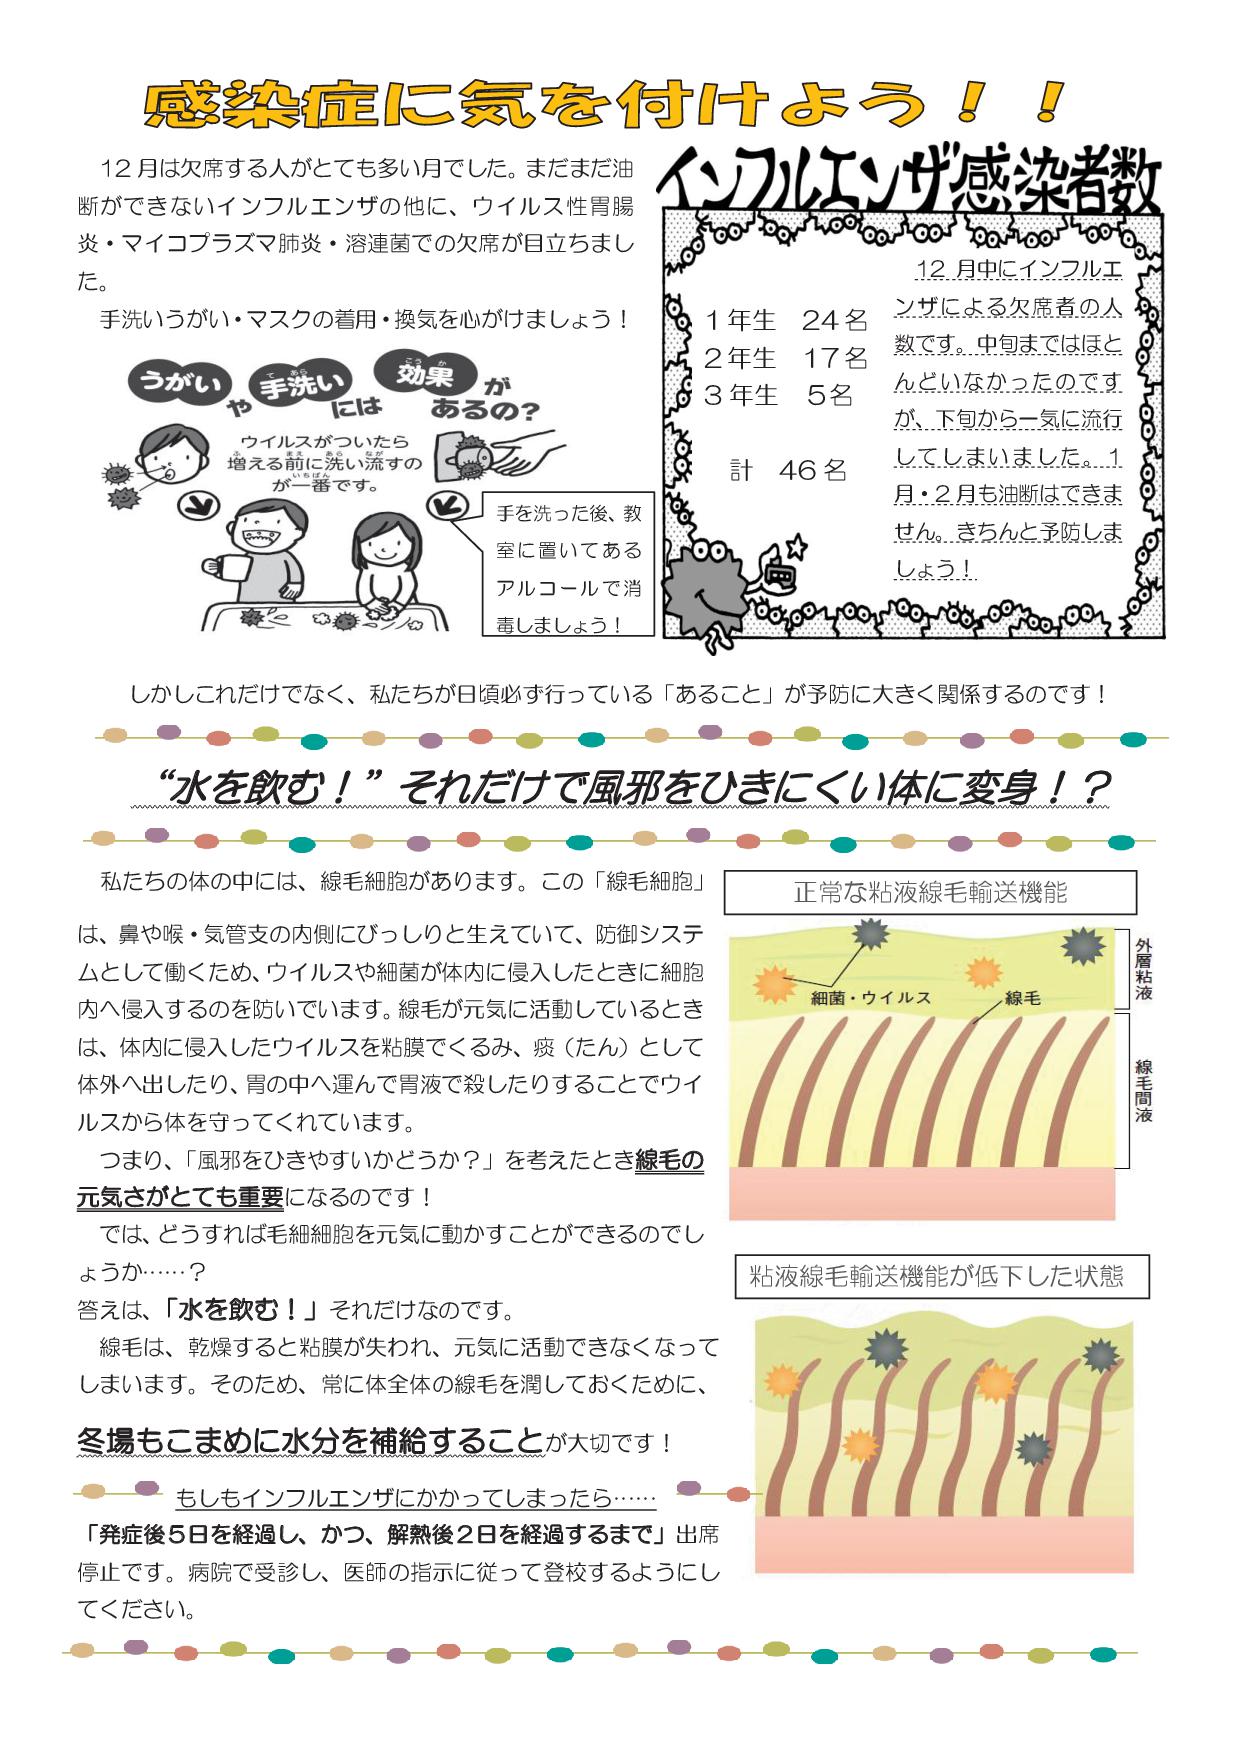 感染症に気を付けよう！！
　12月は欠席する人がとても多い月でした。まだまだ油
断ができないインフルエンザの他に、ウイルス性胃腸
炎・マイコプラズマ肺炎・溶連菌での欠席が目立ちまし
た。
　手洗いうがい・マスクの着用・換気を心がけましょう！
うがいや手洗いには効果があるの？
こうか
てあら
ウイルスがついたら
増える前に洗い流すの
ふ　まえ　あら　なが
が一番です。
いちばん
手を洗った後、教
室に置いてある
アルコールで消
毒しましょう！
インフルエンザ感染者数
1年生　24名
2年生　17名
3年生　5名
計　46名
12月中にインフルエ
ンザによる欠席者の人
数です。中旬まではほと
んどいなかったのです
が、下旬から一気に流行
してしまいました。1
月・2月も油断はできま
せん。きちんと予防しま
しょう！
しかしこれだけでなく、私たちが日頃必ず行っている「あること」が予防に大きく関係するのです！
“水を飲む！”それだけで風邪をひきにくい体に変身！？
　私たちの体の中には、線毛細胞があります。この「線毛細胞」
は、鼻や喉・気管支の内側にびっしりと生えていて、防御システ
ムとして働くため、ウイルスや細菌が体内に侵入したときに細胞
内へ侵入するのを防いでいます。線毛が元気に活動しているとき
は、体内に侵入したウイルスを粘膜でくるみ、痰（たん）として
体外へ出したり、胃の中へ運んで胃液で殺したりすることでウイ
ルスから体を守ってくれています。
　つまり、「風邪をひきやすいかどうか？」を考えたとき線毛の
元気さがとても重要になるのです！
　では、どうすれば毛細細胞を元気に動かすことができるのでし
ょうか……？
答えは、「水を飲む！」それだけなのです。
　線毛は、乾燥すると粘膜が失われ、元気に活動できなくなって
しまいます。そのため、常に体全体の線毛を潤しておくために、
冬場もこまめに水分を補給することが大切です！
もしもインフルエンザにかかってしまったら……
「発症後5日を経過し、かつ、解熱後2日を経過するまで」出席
停止です。病院で受診し、医師の指示に従って登校するようにし
てください。
正常な粘液線毛輸送機能
細菌・ウイルス
線毛
外層粘液
線毛間液
粘液線毛輸送機能が低下した状態